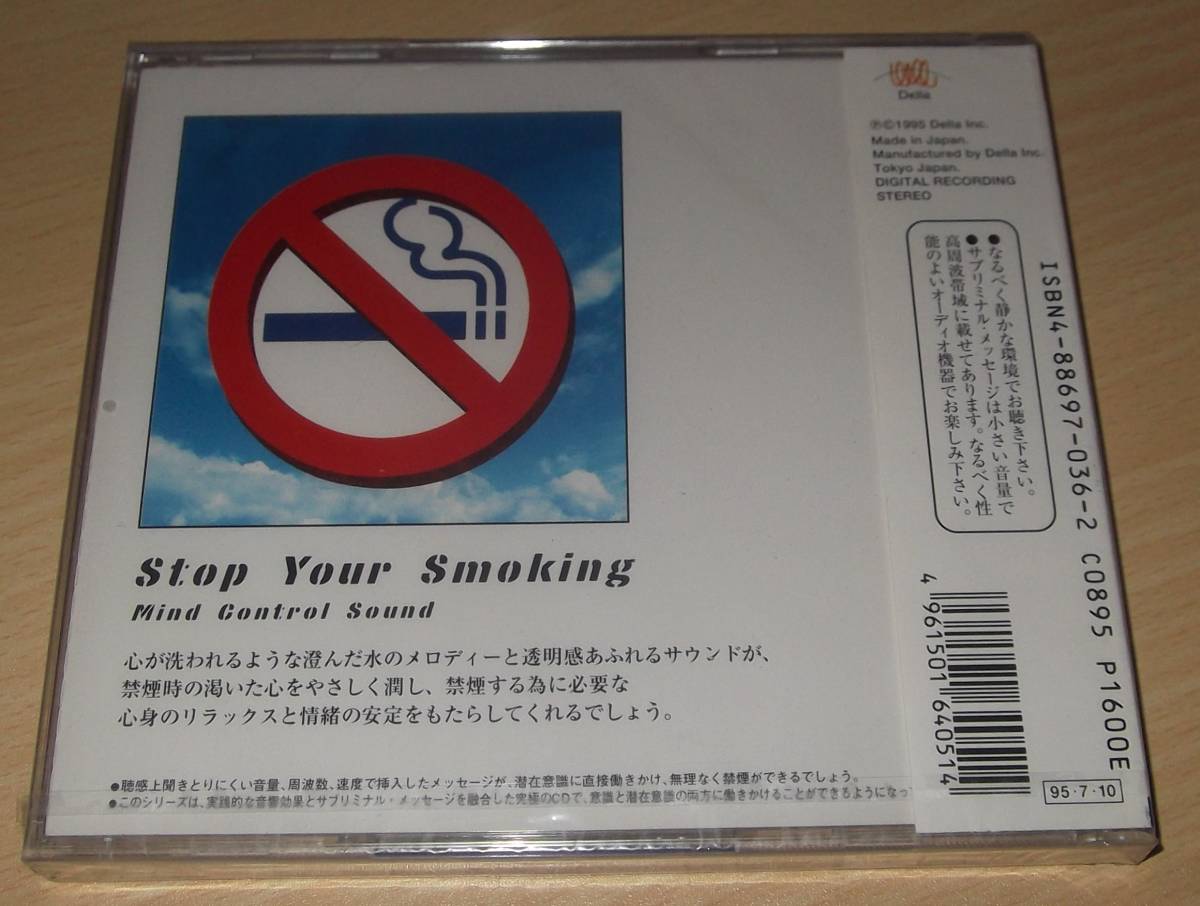 Stop Your Smoking
Mind Control Sound
心が洗われるような澄んだ水のメロディーと透明感あふれるサウンドが、
禁煙時の渇いた心をやさしく潤し、禁煙する為に必要な
心身のリラックスと情緒の安定をもたらしてくれるでしょう。
●聴感上聞きとりにくい音量、周波数、速度で挿入したメッセージが、潜在意識に直接働きかけ、無理なく禁煙ができるでしょう。
●このシリーズは、実践的な音響効果とサブリミナル・メッセージを融合した究極のCDで、意識と潜在意識の両方に働きかけることができるようになっ
Della
Ⓟ©1995 Della Inc.
Made in Japan.
Manufactured by Della Inc.
Tokyo Japan.
DIGITAL RECORDING
STEREO
●なるべく静かな環境でお聴き下さい。
●サブリミナル・メッセージは小さい音量で
高周波帯域に載せてあります。なるべく性
能のよいオーディオ機器でお楽しみ下さい。
ISBN4-88697-036-2 C0895 P1600E
4 961501 640514
95・7・10